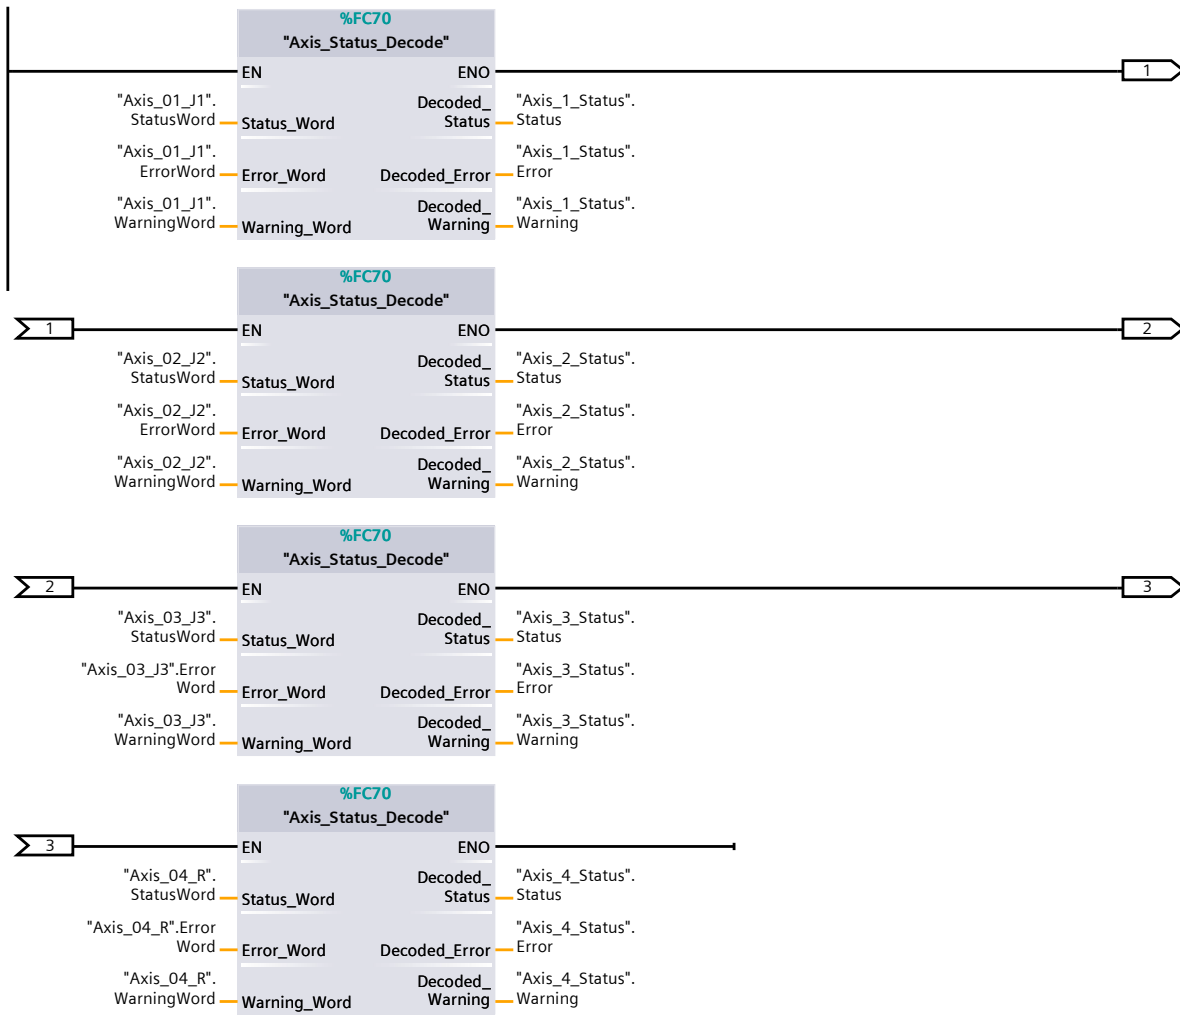 %FC70
"Axis_Status_Decode"
EN ENO 1
"Axis_01_J1".
StatusWord
Status_Word
Decoded_
Status
"Axis_1_Status".
Status
"Axis_01_J1".
ErrorWord
Error_Word
Decoded_Error
"Axis_1_Status".
Error
"Axis_01_J1".
WarningWord
Warning_Word
Decoded_
Warning
"Axis_1_Status".
Warning
%FC70
"Axis_Status_Decode"
1 EN ENO 2
"Axis_02_J2".
StatusWord
Status_Word
Decoded_
Status
"Axis_2_Status".
Status
"Axis_02_J2".
ErrorWord
Error_Word
Decoded_Error
"Axis_2_Status".
Error
"Axis_02_J2".
WarningWord
Warning_Word
Decoded_
Warning
"Axis_2_Status".
Warning
%FC70
"Axis_Status_Decode"
2 EN ENO 3
"Axis_03_J3".
StatusWord
Status_Word
Decoded_
Status
"Axis_3_Status".
Status
"Axis_03_J3".Error
Word
Error_Word
Decoded_Error
"Axis_3_Status".
Error
"Axis_03_J3".
WarningWord
Warning_Word
Decoded_
Warning
"Axis_3_Status".
Warning
%FC70
"Axis_Status_Decode"
3 EN ENO
"Axis_04_R".
StatusWord
Status_Word
Decoded_
Status
"Axis_4_Status".
Status
"Axis_04_R".Error
Word
Error_Word
Decoded_Error
"Axis_4_Status".
Error
"Axis_04_R".
WarningWord
Warning_Word
Decoded_
Warning
"Axis_4_Status".
Warning